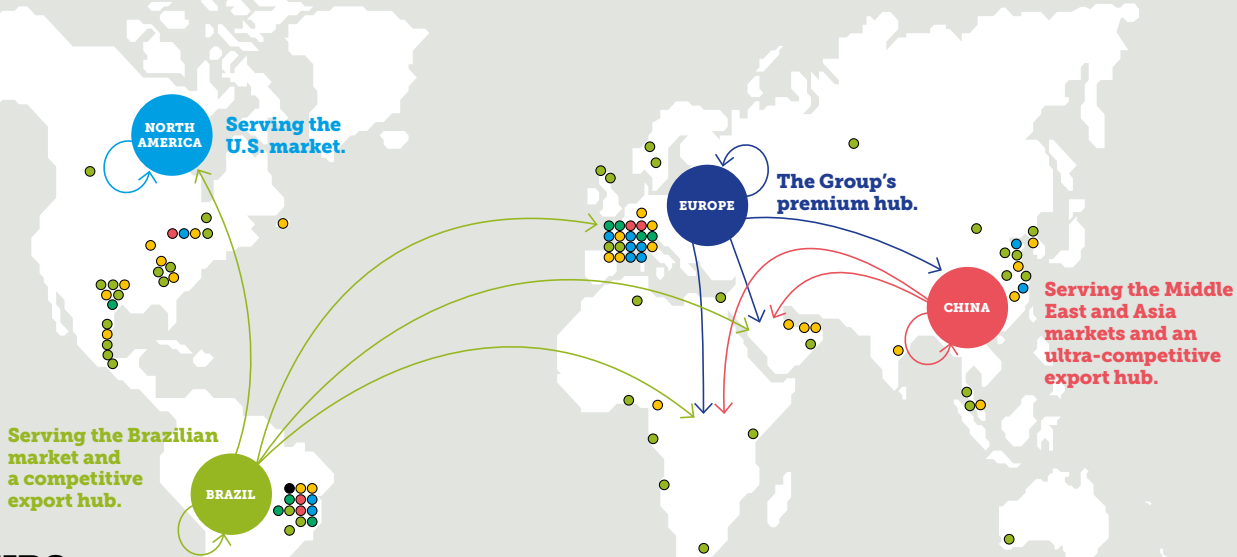 NORTH
AMERICA
Serving the
U.S. market.
EUROPE
The Group's
premium hub.
CHINA
Serving the Middle
East and Asia
markets and an
ultra-competitive
export hub.
Serving the Brazilian
market and
a competitive
export hub.
BRAZIL